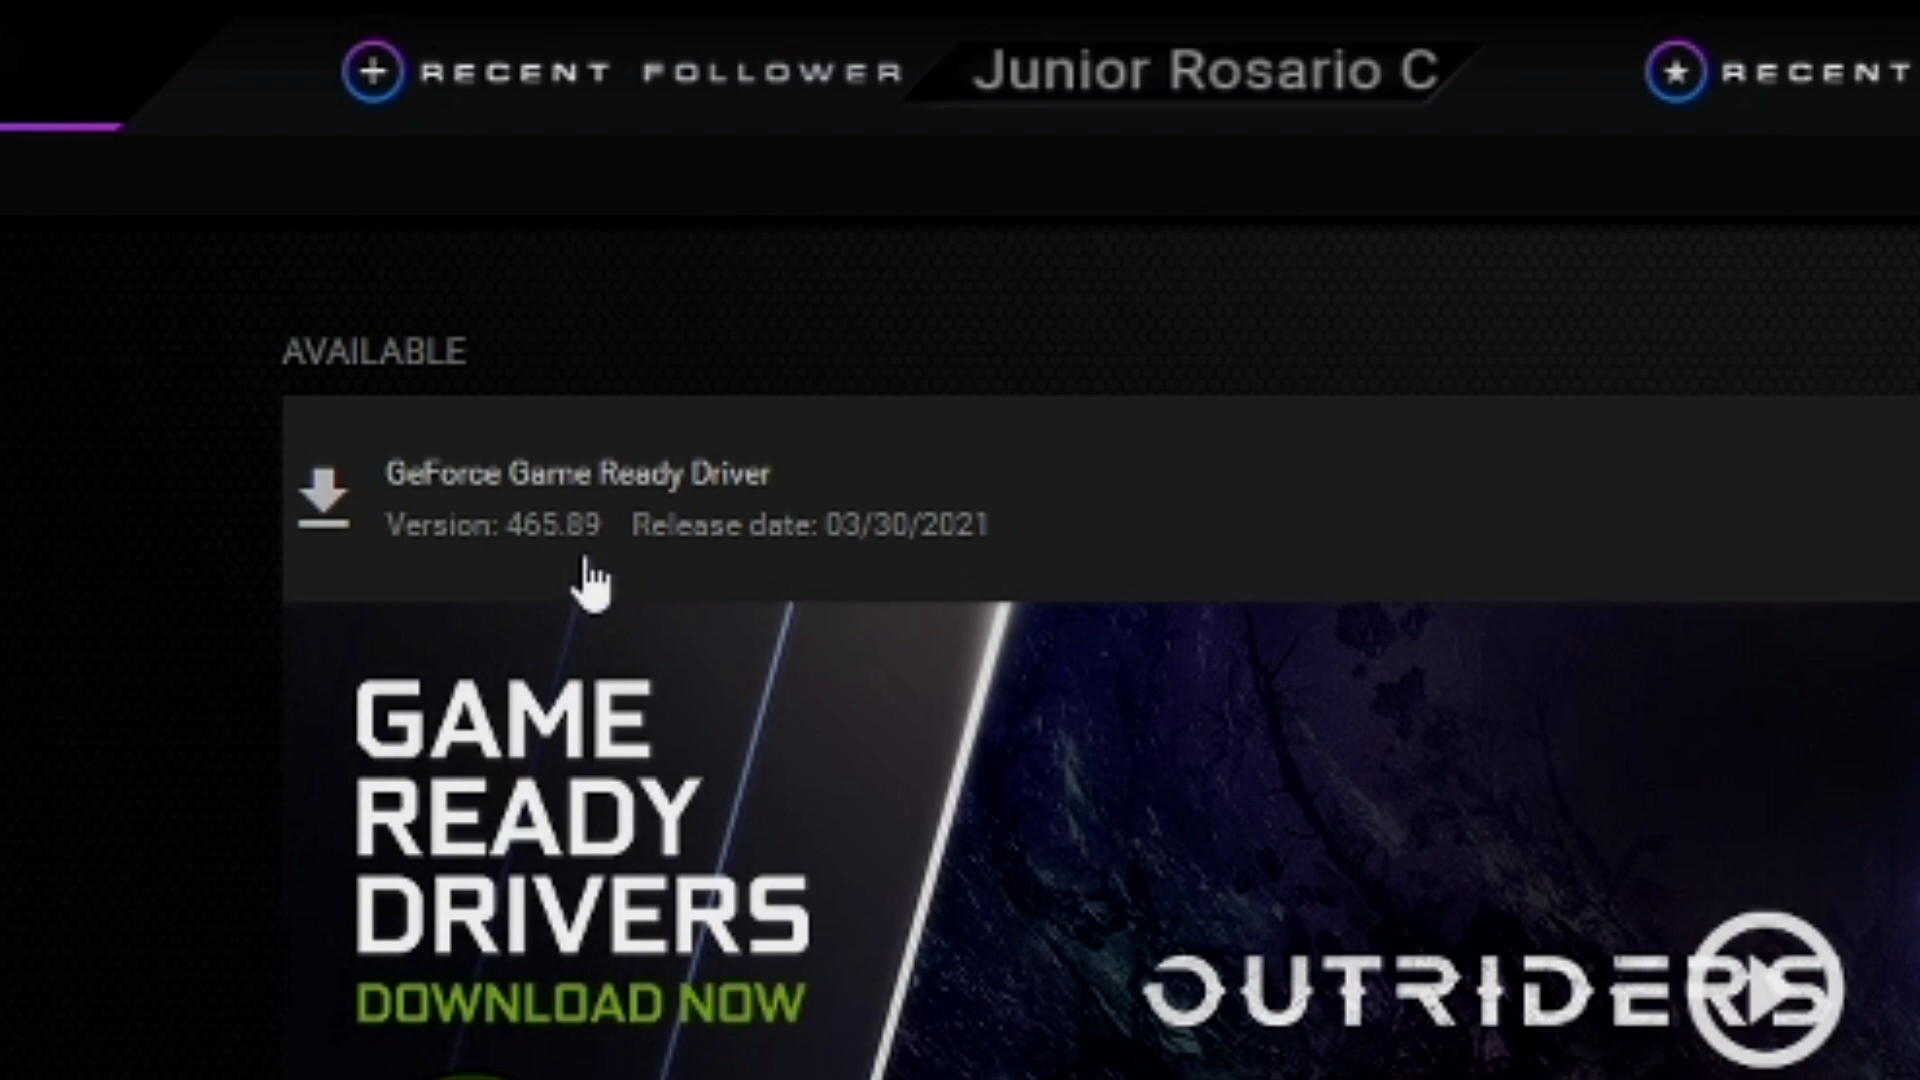 RECENT FOLLOWER Junior Rosario C RECENT
AVAILABLE
GeForce Game Ready Driver
Version: 465.89 Release date: 03/30/2021
GAME
READY
DRIVERS
DOWNLOAD NOW
OUTRIDERS